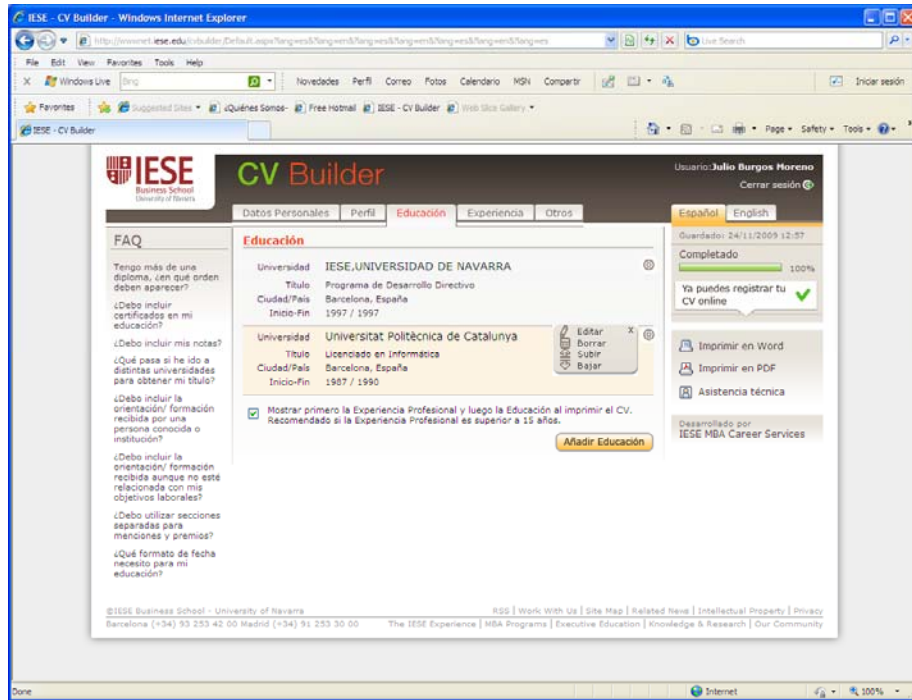 IESE - CV Builder - Windows Internet Explorer
Live Search
File Edit View Favorites Tools Help
X Windows Live Bing Novedades Perfil Correo Fotos Calendario MSN Compartir Iniciar sesión
Favorites Suggested Sites ¿Quiénes Somos- Free Hotmail IESE - CV Builder Web Slice Gallery
IESE - CV Builder Page Safety Tools
IESE
Business School
University of Navarra
CV Builder
Usuario:Julio Burgos Moreno
Cerrar sesión
Datos Personales Perfil Educación Experiencia Otros
Español English
FAQ
Tengo más de una
diploma, ¿en qué orden
deben aparecer?
¿Debo incluir
certificados en mi
educación?
¿Debo incluir mis notas?
¿Qué pasa si he ido a
distintas universidades
para obtener mi título?
¿Debo incluir la
orientación/ formación
recibida por una
persona conocida o
institución?
¿Debo incluir la
orientación/ formación
recibida aunque no esté
relacionada con mis
objetivos laborales?
¿Debo utilizar secciones
separadas para
menciones y premios?
¿Qué formato de fecha
necesito para mi
educación?
Educación
Universidad IESE,UNIVERSIDAD DE NAVARRA
Título Programa de Desarrollo Directivo
Ciudad/País Barcelona, España
Inicio-Fin 1997 / 1997
Universidad Universitat Politècnica de Catalunya
Título Licenciado en Informática
Ciudad/País Barcelona, España
Inicio-Fin 1987 / 1990
Editar X
Borrar
Subir
Bajar
Mostrar primero la Experiencia Profesional y luego la Educación al imprimir el CV.
Recomendado si la Experiencia Profesional es superior a 15 años.
Añadir Educación
Guardado: 24/11/2009 12:57
Completado
100%
Ya puedes registrar tu
CV online
Imprimir en Word
Imprimir en PDF
Asistencia técnica
Desarrollado por
IESE MBA Career Services
©IESE Business School - University of Navarra RSS | Work With Us | Site Map | Related News | Intellectual Property | Privacy
Barcelona (+34) 93 253 42 00 Madrid (+34) 91 253 30 00 The IESE Experience | MBA Programs | Executive Education | Knowledge & Research | Our Community
Done Internet 100%